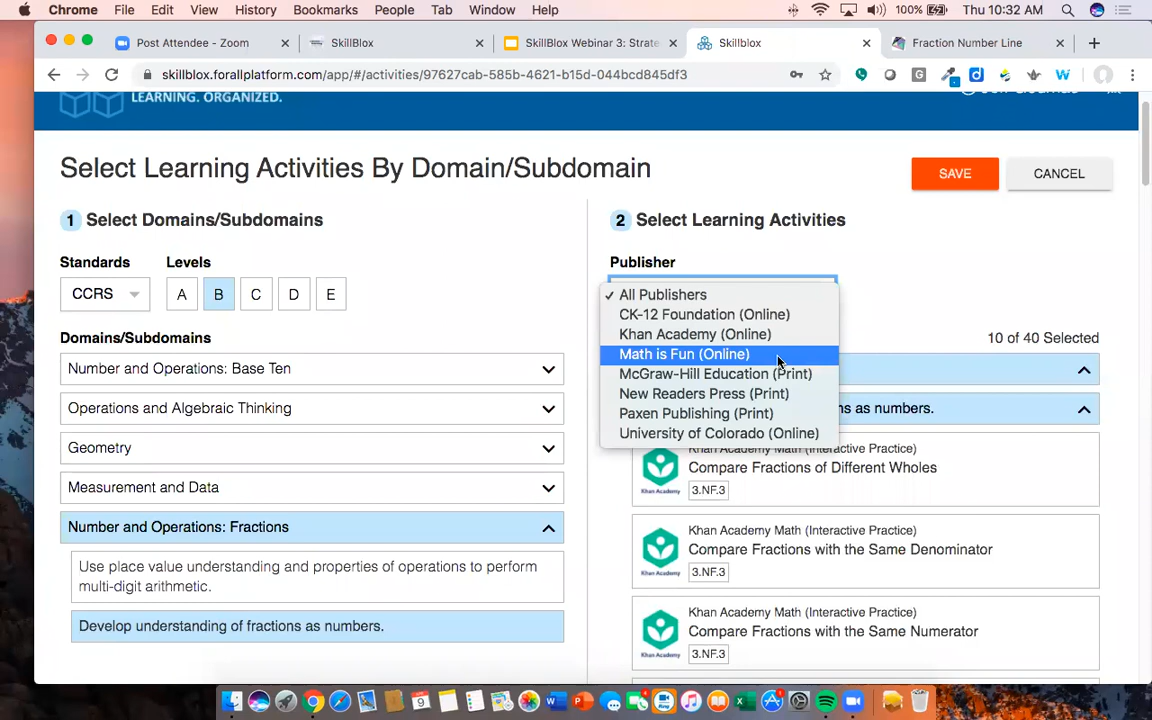 Chrome File Edit View History Bookmarks People Tab Window Help 100% Thu 10:32 AM
Post Attendee - Zoom SkillBlox SkillBlox Webinar 3: Strate Skillblox Fraction Number Line
skillblox.forallplatform.com/app/#/activities/97627cab-585b-4621-b15d-044bcd845df3
LEARNING. ORGANIZED.
Select Learning Activities By Domain/Subdomain
SAVE CANCEL
1 Select Domains/Subdomains
Standards Levels
CCRS A B C D E
Domains/Subdomains
Number and Operations: Base Ten
Operations and Algebraic Thinking
Geometry
Measurement and Data
Number and Operations: Fractions
Use place value understanding and properties of operations to perform
multi-digit arithmetic.
Develop understanding of fractions as numbers.
2 Select Learning Activities
Publisher
✓ All Publishers
CK-12 Foundation (Online)
Khan Academy (Online)
Math is Fun (Online)
McGraw-Hill Education (Print)
New Readers Press (Print)
Paxen Publishing (Print)
University of Colorado (Online)
10 of 40 Selected
as numbers.
Khan Academy Math (Interactive Practice)
Compare Fractions of Different Wholes
Khan Academy
3.NF.3
Khan Academy Math (Interactive Practice)
Compare Fractions with the Same Denominator
Khan Academy
3.NF.3
Khan Academy Math (Interactive Practice)
Compare Fractions with the Same Numerator
Khan Academy
3.NF.3